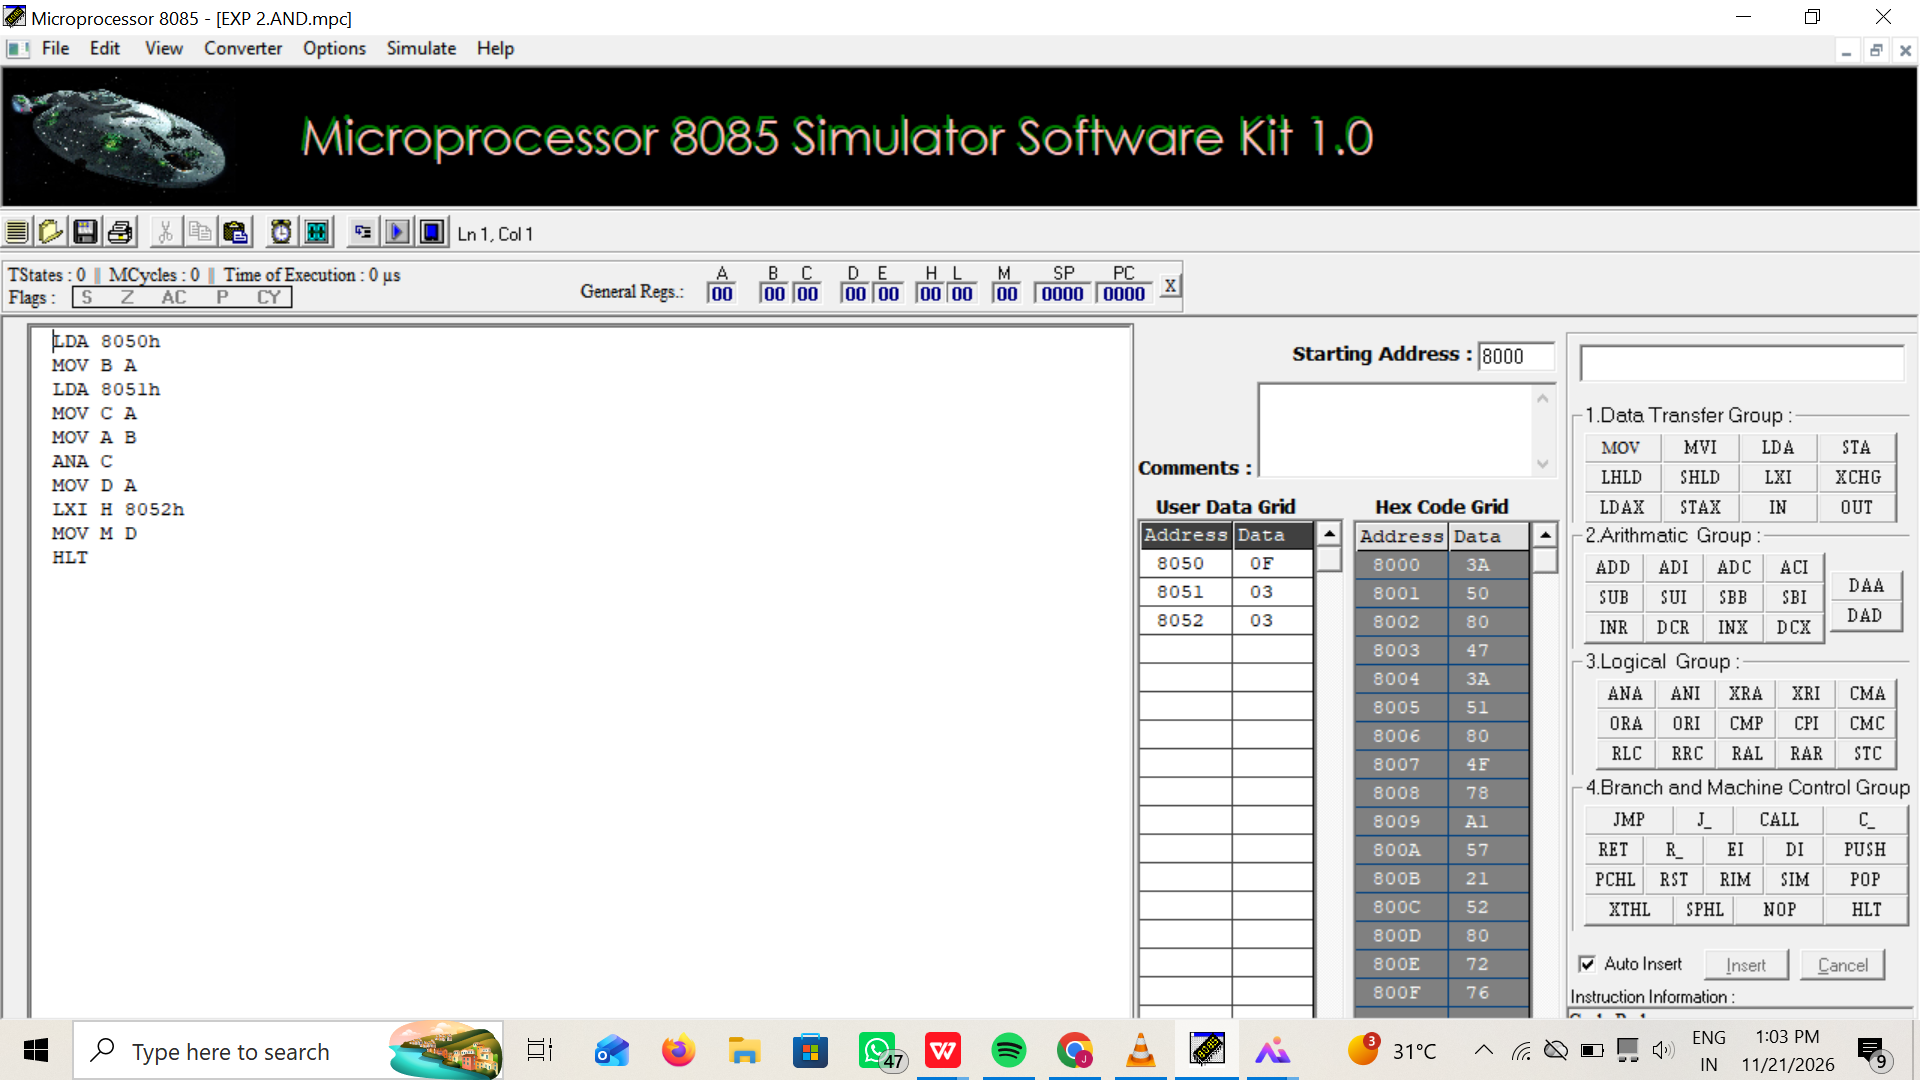 Microprocessor 8085 - [EXP 2.AND.mpc]
File Edit View Converter Options Simulate Help
Microprocessor 8085 Simulator Software Kit 1.0
Ln 1, Col 1
TStates : 0 || MCycles : 0 || Time of Execution : 0 µs
Flags : S Z AC P CY
General Regs.:
A B C D E H L M SP PC
00 00 00 00 00 00 00 00 0000 0000 X
LDA 8050h
MOV B A
LDA 8051h
MOV C A
MOV A B
ANA C
MOV D A
LXI H 8052h
MOV M D
HLT
Starting Address : 8000
Comments :
User Data Grid
Address Data
8050 0F
8051 03
8052 03
Hex Code Grid
Address Data
8000 3A
8001 50
8002 80
8003 47
8004 3A
8005 51
8006 80
8007 4F
8008 78
8009 A1
800A 57
800B 21
800C 52
800D 80
800E 72
800F 76
1.Data Transfer Group :
MOV MVI LDA STA
LHLD SHLD LXI XCHG
LDAX STAX IN OUT
2.Arithmatic Group :
ADD ADI ADC ACI
SUB SUI SBB SBI
INR DCR INX DCX
DAA
DAD
3.Logical Group :
ANA ANI XRA XRI CMA
ORA ORI CMP CPI CMC
RLC RRC RAL RAR STC
4.Branch and Machine Control Group
JMP J_ CALL C_
RET R_ EI DI PUSH
PCHL RST RIM SIM POP
XTHL SPHL NOP HLT
Auto Insert Insert Cancel
Instruction Information :
Type here to search
47
3
31°C
ENG
IN
1:03 PM
11/21/2026
9